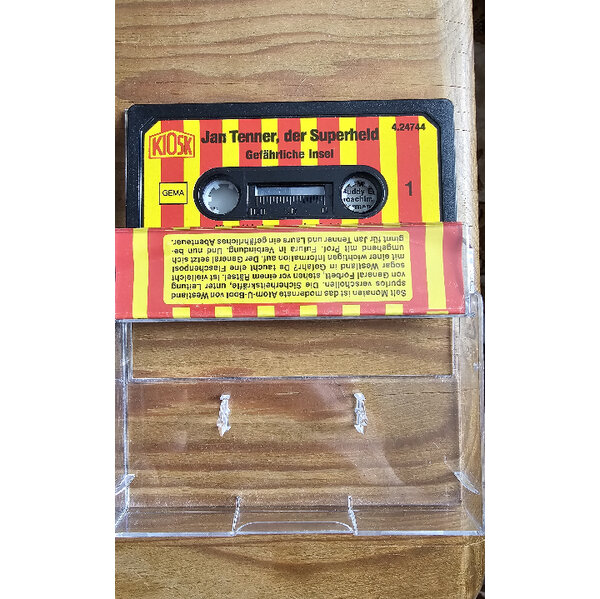 KIOSK
Jan Tenner, der Superheld
4.24744
Gefährliche Insel
GEMA
1
Seit Monaten ist das modernste Atom-U-Boot von Westland
spurlos verschollen. Die Sicherheitskräfte, unter Leitung
von General Forbett, stehen vor einem Rätsel. Ist vielleicht
sogar Westland in Gefahr? Da taucht eine Flaschenpost
mit einer wichtigen Information auf. Der General setzt sich
umgehend mit Prof. Futura in Verbindung. Und nun be-
ginnt für Jan Tenner und Laura ein gefährliches Abenteuer.